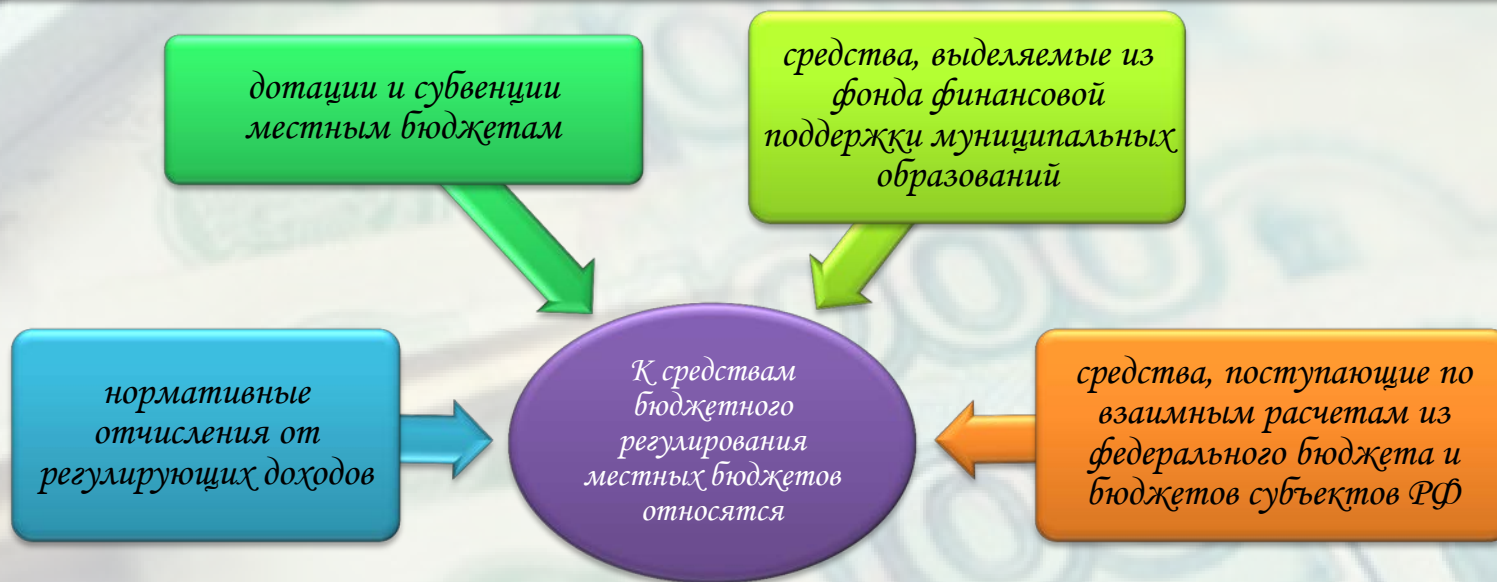 дотации и субвенции
местным бюджетам
средства, выделяемые из
фонда финансовой
поддержки муниципальных
образований
нормативные
отчисления от
регулирующих доходов
К средствам
бюджетного
регулирования
местных бюджетов
относятся
средства, поступающие по
взаимным расчетам из
федерального бюджета и
бюджетов субъектов РФ